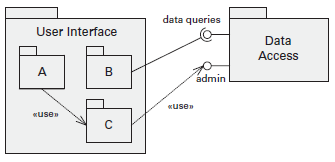 data queries
User Interface
Data
Access
A
B
admin
«use»
«use»
C